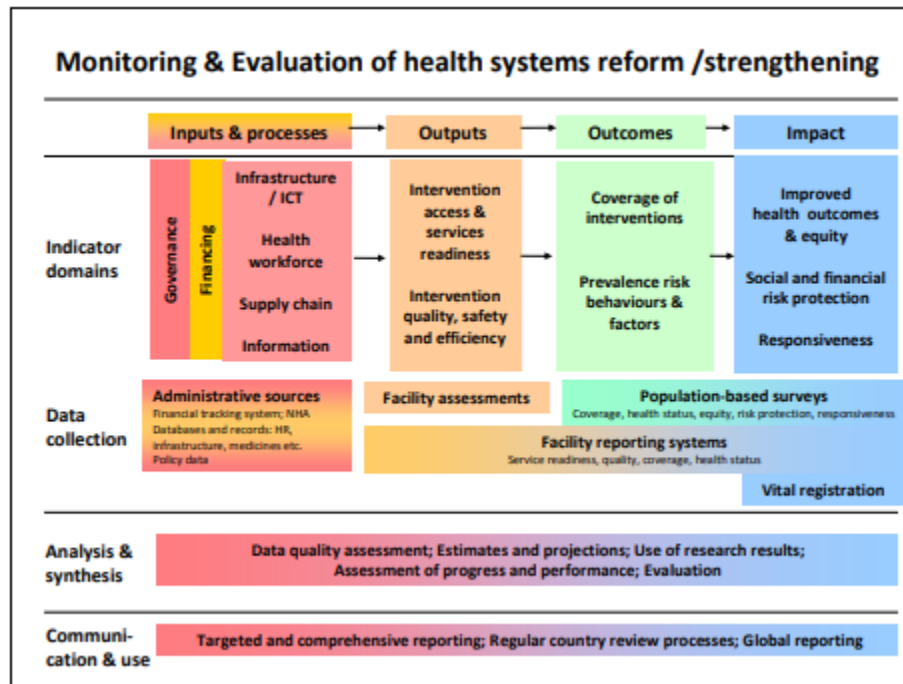 Monitoring & Evaluation of health systems reform /strengthening
Inputs & processes
Outputs
Outcomes
Impact
Indicator
domains
Governance
Financing
Infrastructure
/ ICT
Health
workforce
Supply chain
Information
Intervention
access &
services
readiness
Intervention
quality, safety
and efficiency
Coverage of
interventions
Prevalence risk
behaviours &
factors
Improved
health outcomes
& equity
Social and financial
risk protection
Responsiveness
Data
collection
Administrative sources
Financial tracking system; NHA
Databases and records: HR,
infrastructure, medicines etc.
Policy data
Facility assessments
Population-based surveys
Coverage, health status, equity, risk protection, responsiveness
Facility reporting systems
Service readiness, quality, coverage, health status
Vital registration
Analysis &
synthesis
Data quality assessment; Estimates and projections; Use of research results;
Assessment of progress and performance; Evaluation
Communi-
cation & use
Targeted and comprehensive reporting; Regular country review processes; Global reporting